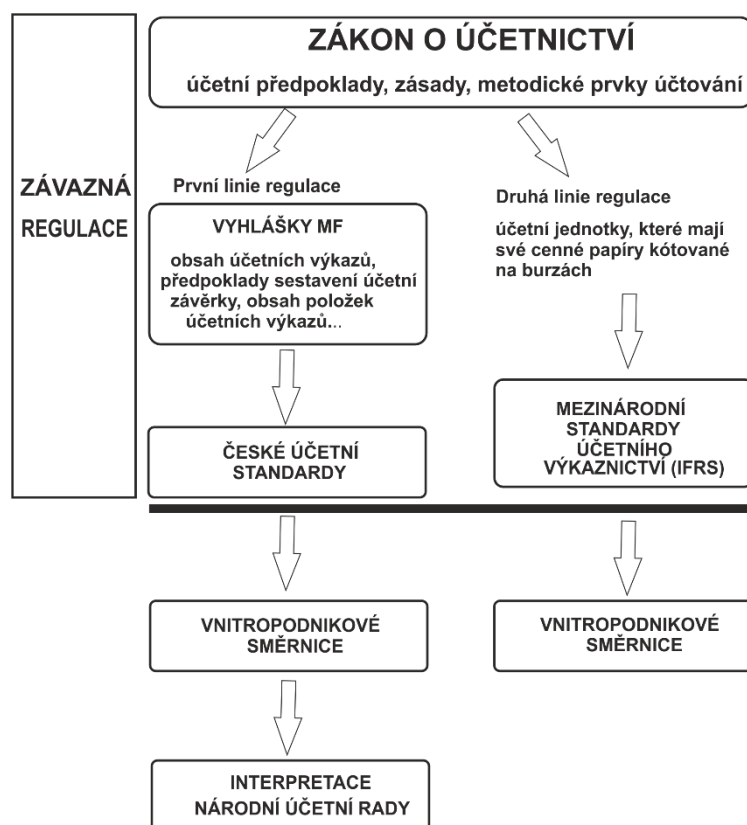 ZÁKON O ÚČETNICTVÍ
účetní předpoklady, zásady, metodické prvky účtování
ZÁVAZNÁ
REGULACE
První linie regulace
VYHLÁŠKY MF
obsah účetních výkazů,
předpoklady sestavení účetní
závěrky, obsah položek
účetních výkazů...
ČESKÉ ÚČETNÍ
STANDARDY
Druhá linie regulace
účetní jednotky, které mají
své cenné papíry kótované
na burzách
MEZINÁRODNÍ
STANDARDY
ÚČETNÍHO
VÝKAZNICTVÍ (IFRS)
VNITROPODNIKOVÉ
SMĚRNICE
VNITROPODNIKOVÉ
SMĚRNICE
INTERPRETACE
NÁRODNÍ ÚČETNÍ RADY